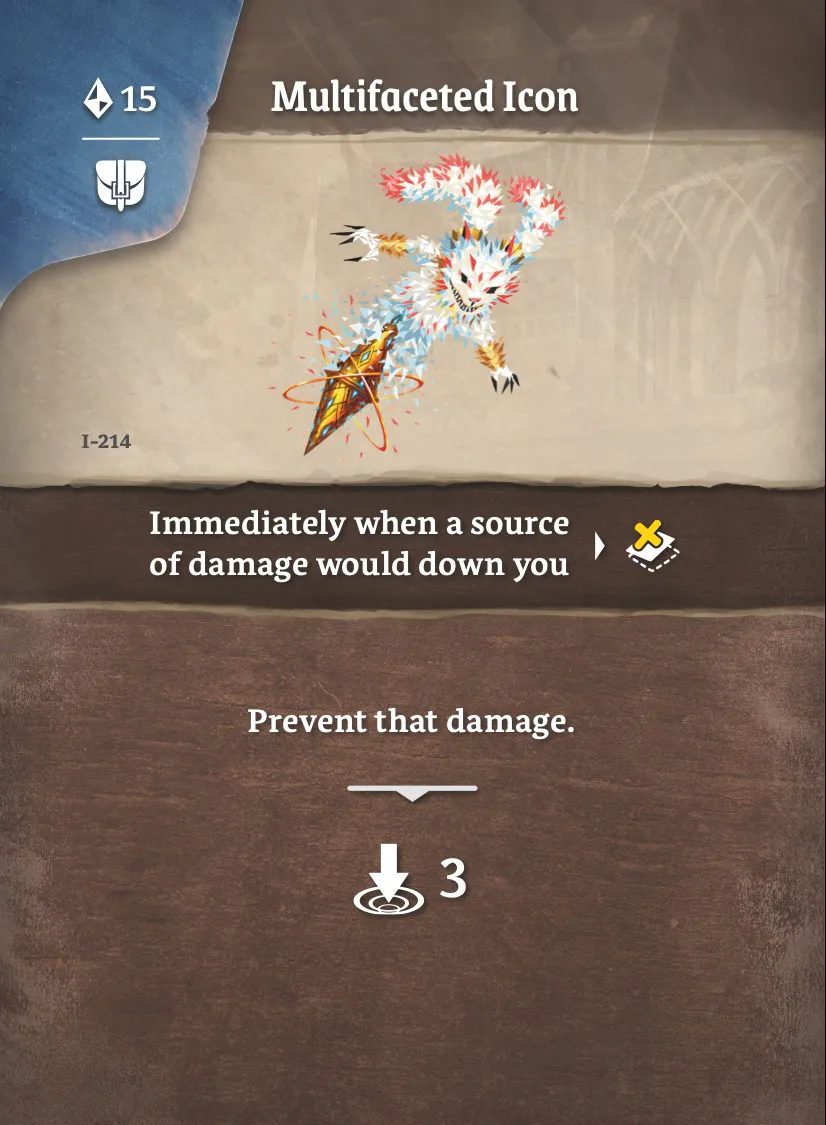 15
Multifaceted Icon
I-214
Immediately when a source
of damage would down you
Prevent that damage.
3